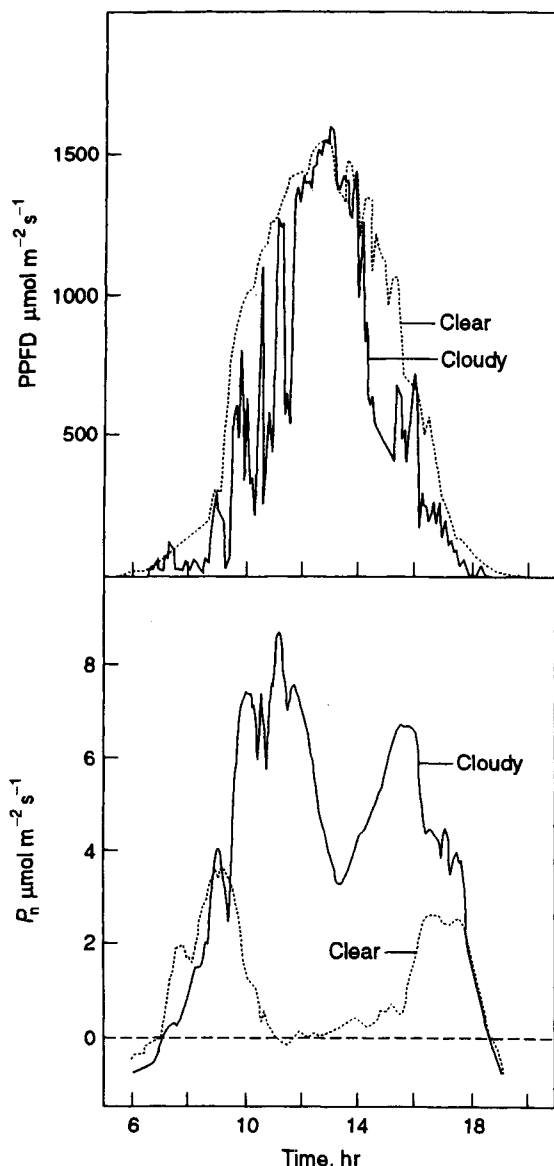 PPFD μmol m⁻² s⁻¹
1500
1000
500
Clear
Cloudy
Pₙ μmol m⁻² s⁻¹
8
6
4
2
0
Cloudy
Clear
6 10 14 18
Time, hr